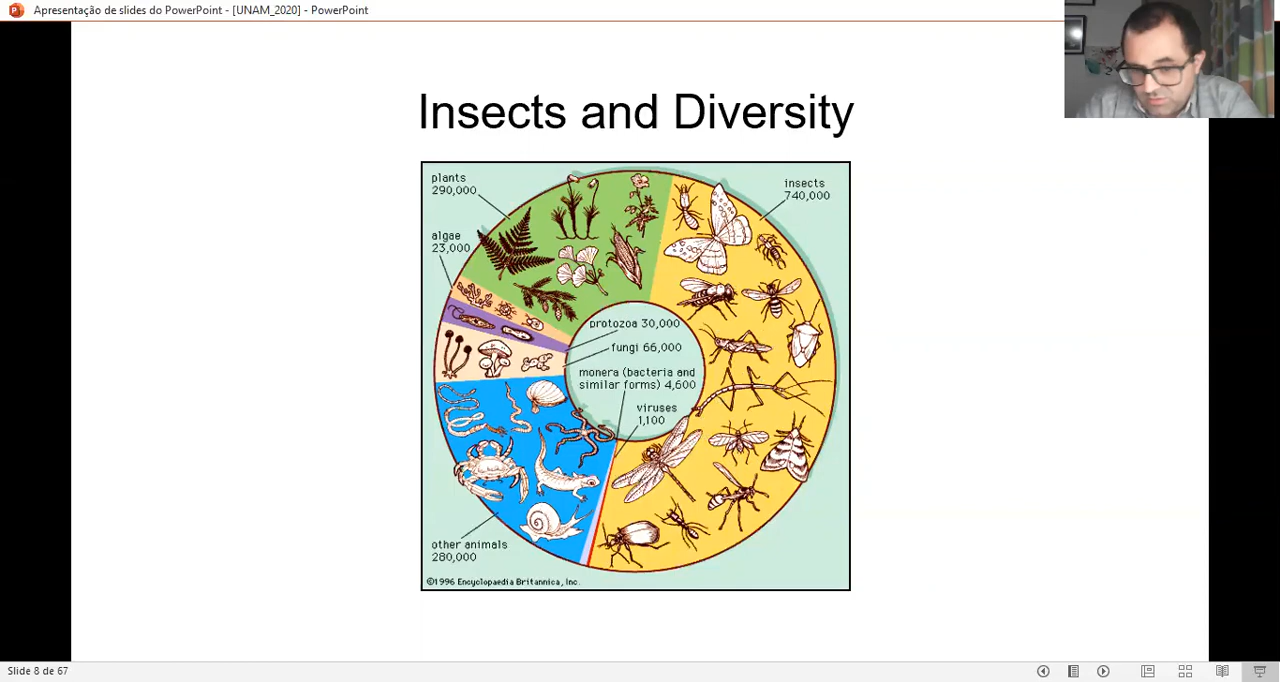 Apresentação de slides do PowerPoint - [UNAM_2020] - PowerPoint
Insects and Diversity
plants
290,000
insects
740,000
algae
23,000
protozoa 30,000
fungi 66,000
monera (bacteria and
similar forms) 4,600
viruses
1,100
other animals
280,000
©1996 Encyclopaedia Britannica, Inc.
Slide 8 de 67